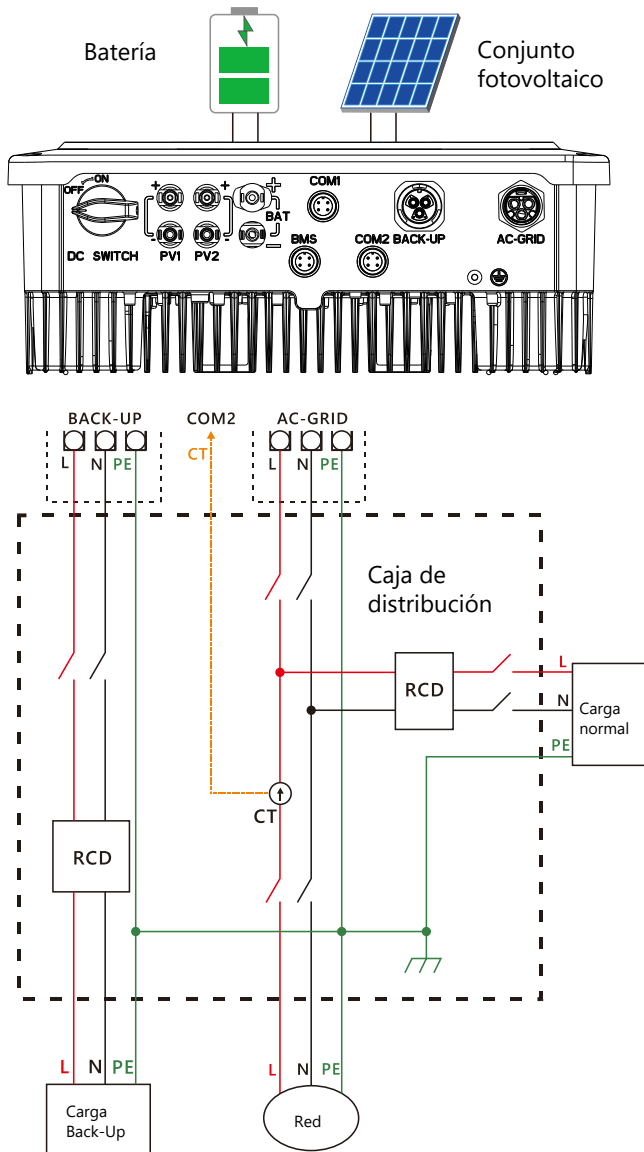 Batería
Conjunto
fotovoltaico
OFF
ON
+
+
+
COM1
BAT
-
-
-
DC SWITCH
PV1
PV2
BMS
COM2
BACK-UP
AC-GRID
BACK-UP
COM2
AC-GRID
L
N
PE
CT
L
N
PE
Caja de
distribución
RCD
L
N
PE
Carga
normal
CT
RCD
L
N
PE
L
N
PE
Carga
Back-Up
Red